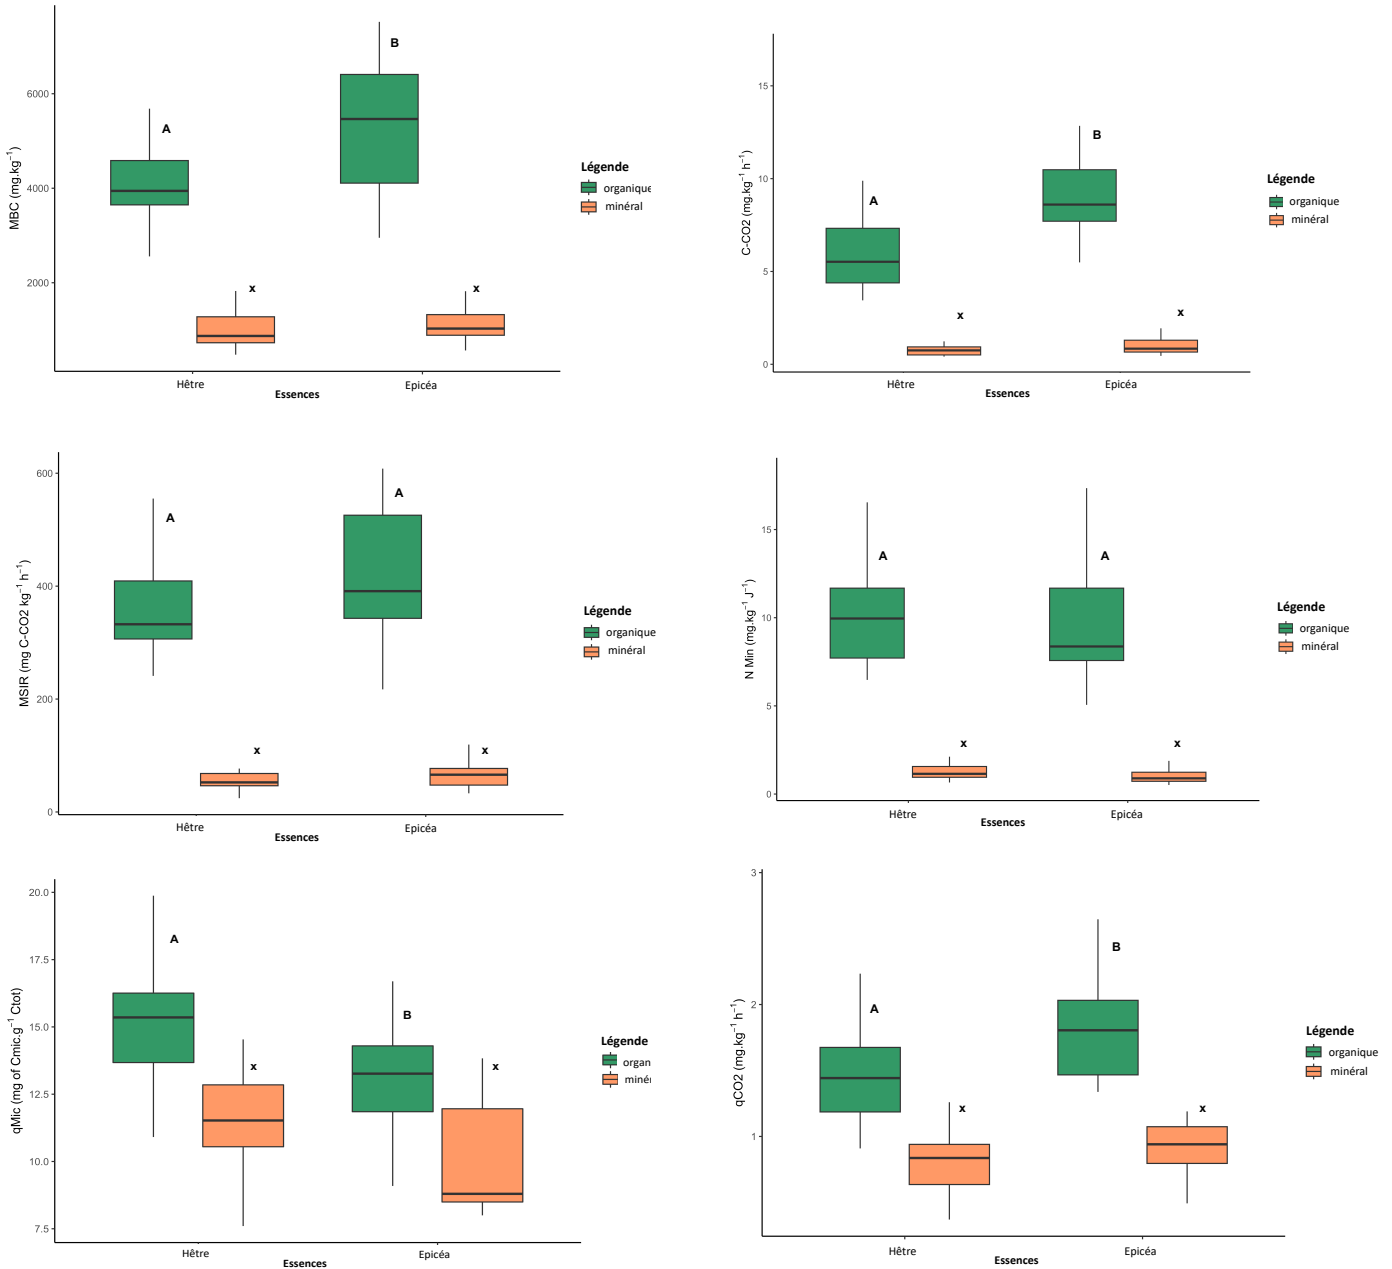 MBC (mg.kg⁻¹)
6000
4000
2000
A
B
x
x
Hêtre
Epicéa
Essences
Légende
organique
minéral
C-CO2 (mg.kg⁻¹ h⁻¹)
15
10
5
0
A
B
x
x
Hêtre
Epicéa
Essences
Légende
organique
minéral
MSIR (mg C-CO2 kg⁻¹ h⁻¹)
600
400
200
0
A
A
x
x
Hêtre
Epicéa
Essences
Légende
organique
minéral
N Min (mg.kg⁻¹ J⁻¹)
15
10
5
0
A
A
x
x
Hêtre
Epicéa
Essences
Légende
organique
minéral
qMic (mg of Cmic.g⁻¹ Ctot)
20.0
17.5
15.0
12.5
10.0
7.5
A
B
x
x
Hêtre
Epicéa
Essences
Légende
organ
miné
qCO2 (mg.kg⁻¹ h⁻¹)
3
2
1
A
B
x
x
Hêtre
Epicéa
Essences
Légende
organique
minéral